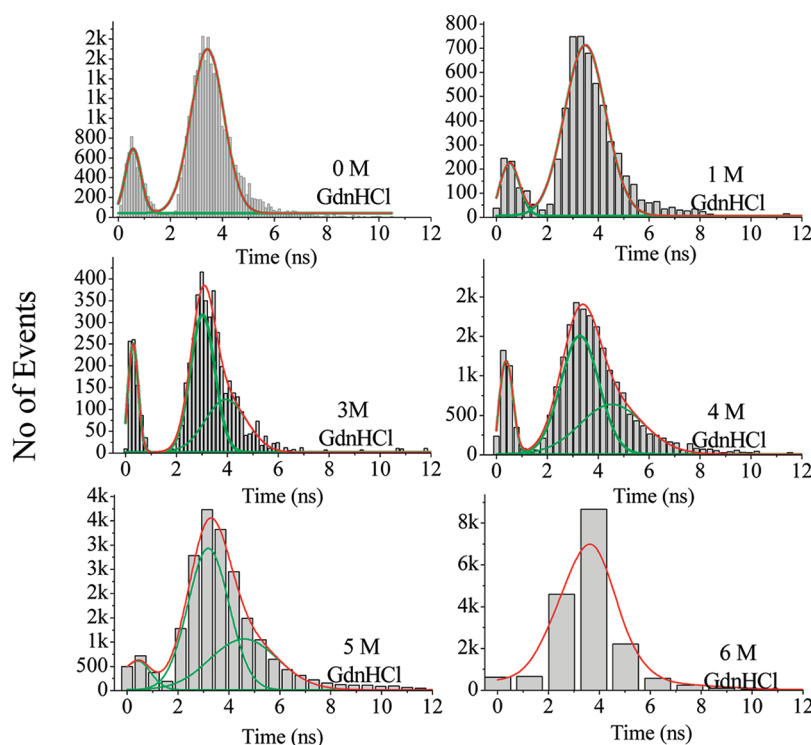 No of Events
2k
2k
1k
1k
1k
800
600
400
200
0
0 2 4 6 8 10 12
Time (ns)
0 M
GdnHCl
800
700
600
500
400
300
200
100
0
0 2 4 6 8 10 12
Time (ns)
1 M
GdnHCl
400
350
300
250
200
150
100
50
0
0 2 4 6 8 10 12
Time (ns)
3M
GdnHCl
2k
2k
1k
500
0
0 2 4 6 8 10 12
Time (ns)
4 M
GdnHCl
4k
4k
3k
3k
2k
2k
1k
500
0
0 2 4 6 8 10 12
Time (ns)
5 M
GdnHCl
8k
6k
4k
2k
0
0 2 4 6 8 10 12
Time (ns)
6 M
GdnHCl